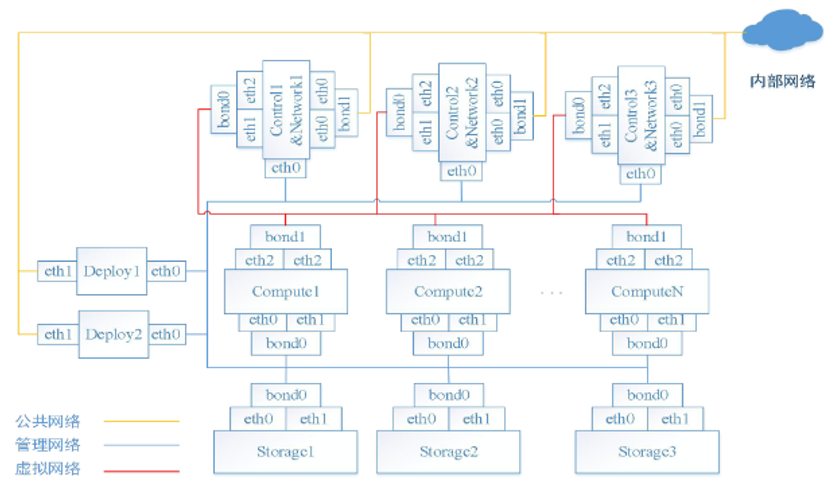 内部网络
bond0
eth2
eth1
Control1
&Network1
eth0
eth0
bond1
eth0
bond0
eth2
eth1
Control2
&Network2
eth0
eth0
bond1
eth0
bond0
eth2
eth1
Control3
&Network3
eth0
eth0
bond1
eth0
bond1
eth2 eth2
Compute1
eth0 eth1
bond0
bond1
eth2 eth2
Compute2
eth0 eth1
bond0
...
bond1
eth2 eth2
ComputeN
eth0 eth1
bond0
eth1 Deploy1 eth0
eth1 Deploy2 eth0
bond0
eth0 eth1
Storage1
bond0
eth0 eth1
Storage2
bond0
eth0 eth1
Storage3
公共网络
管理网络
虚拟网络